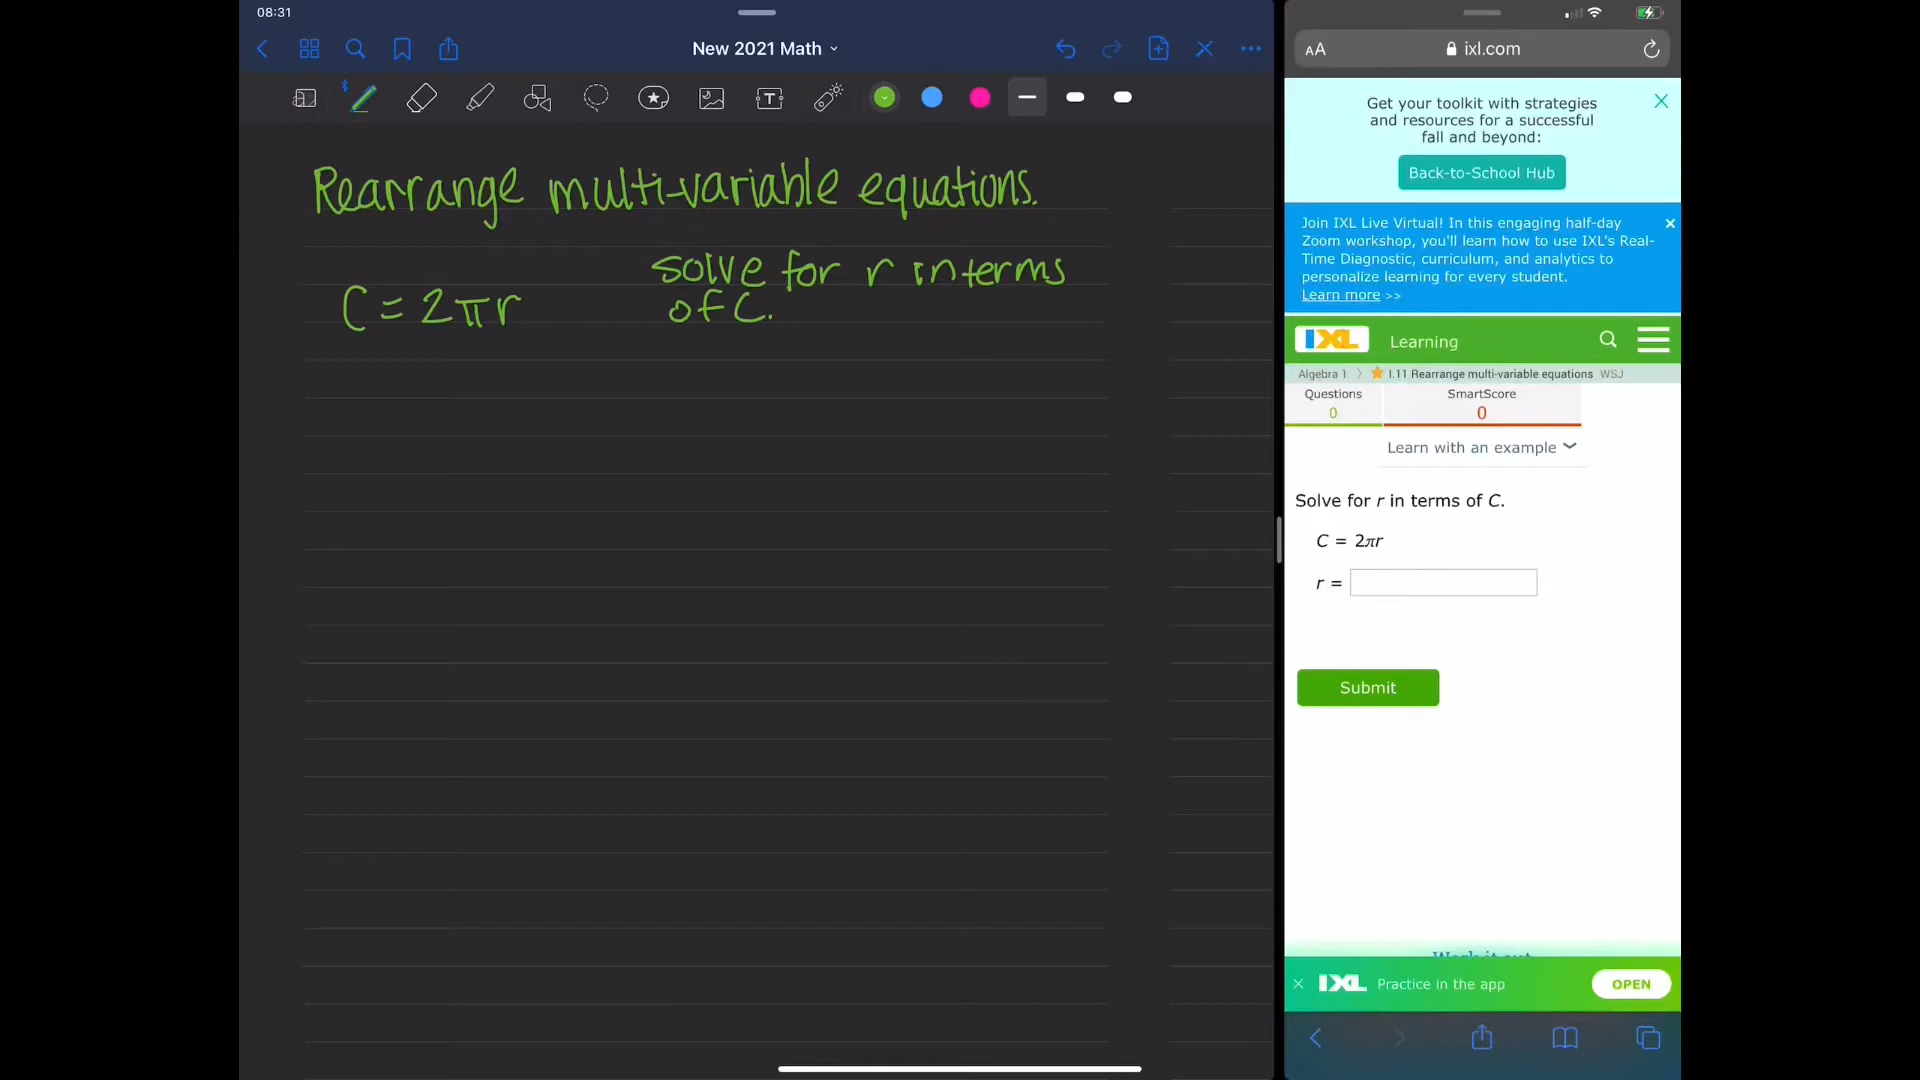 08:31
New 2021 Math
Rearrange multi-variable equations.
solve for r in terms
of C.
C = 2πr
AA
ixl.com
Get your toolkit with strategies
and resources for a successful
fall and beyond:
Back-to-School Hub
Join IXL Live Virtual! In this engaging half-day
Zoom workshop, you'll learn how to use IXL's Real-
Time Diagnostic, curriculum, and analytics to
personalize learning for every student.
Learn more >>
IXL Learning
Algebra 1 > I.11 Rearrange multi-variable equations WSJ
Questions
0
SmartScore
0
Learn with an example
Solve for r in terms of C.
C = 2πr
r =
Submit
Work it out
IXL Practice in the app
OPEN